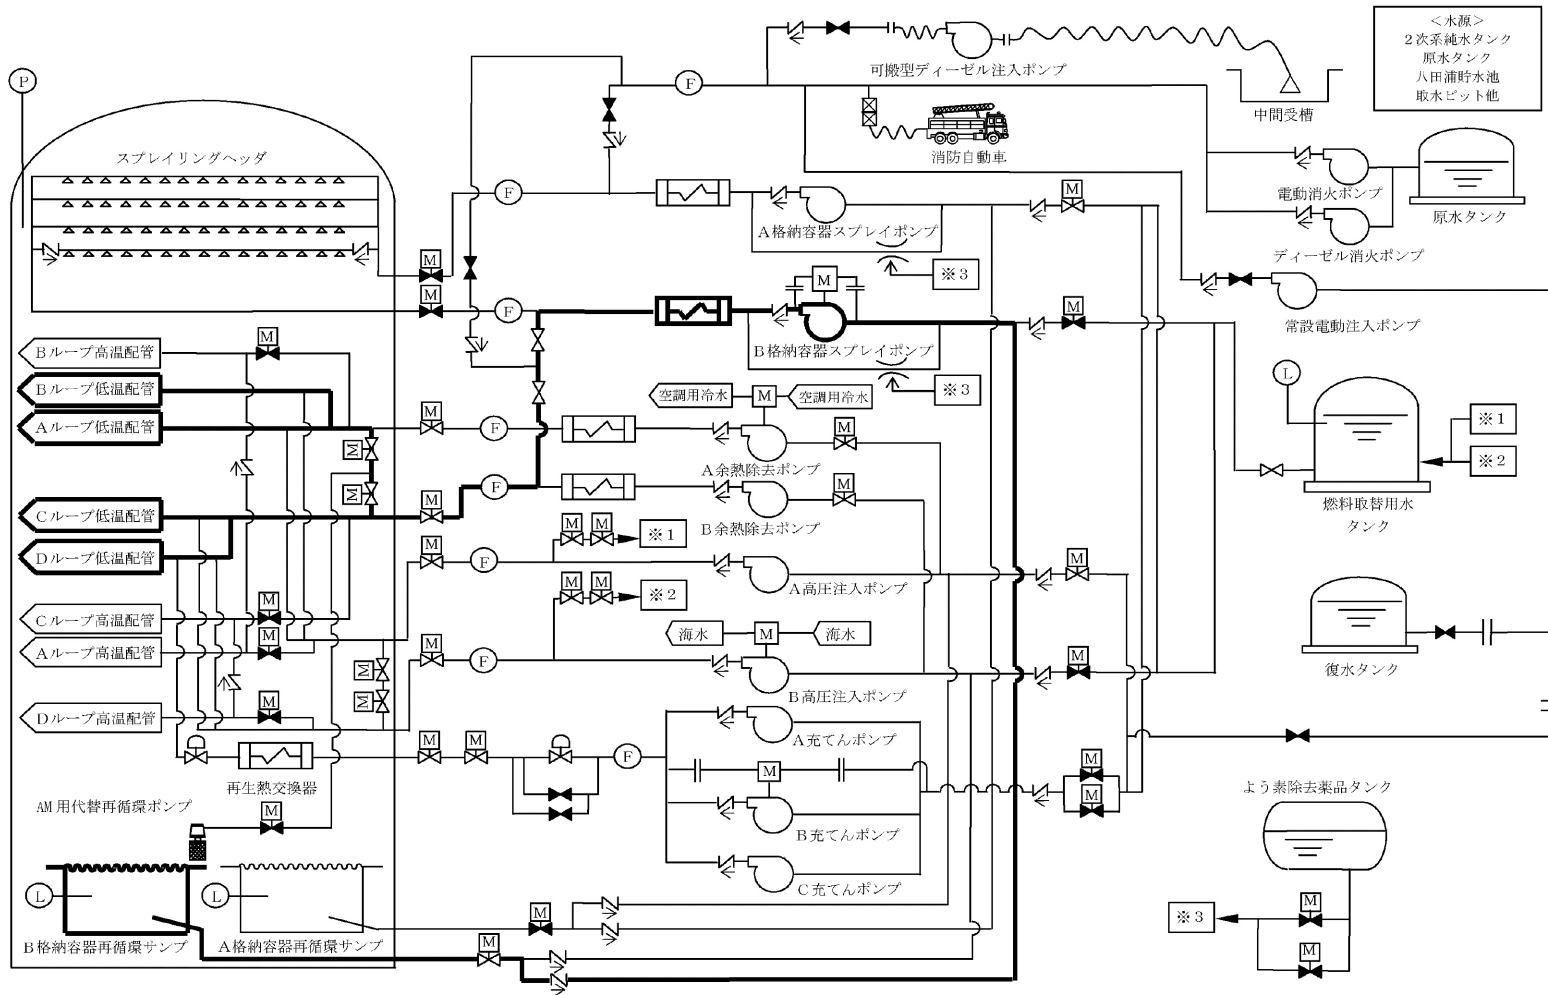 ＜水源＞
２次系純水タンク
原水タンク
八田浦貯水池
取水ピット他
P
F
可搬型ディーゼル注入ポンプ
中間受槽
消防自動車
スプレイリングヘッダ
F
M
電動消火ポンプ
原水タンク
A格納容器スプレイポンプ
ディーゼル消火ポンプ
M
※3
M
M
F
M
常設電動注入ポンプ
B格納容器スプレイポンプ
M
Bループ高温配管
L
※3
Bループ低温配管
空調用冷水
M
空調用冷水
Aループ低温配管
M
F
M
※1
M
A余熱除去ポンプ
※2
M
F
M
燃料取替用水
タンク
Cループ低温配管
M
B余熱除去ポンプ
M
M
※1
Dループ低温配管
M
F
A高圧注入ポンプ
M
M
M
※2
Cループ高温配管
M
海水
M
海水
Aループ高温配管
M
M
F
M
M
B高圧注入ポンプ
復水タンク
M
Dループ高温配管
M
A充てんポンプ
M
M
F
M
M
再生熱交換器
M
よう素除去薬品タンク
AM用代替再循環ポンプ
M
B充てんポンプ
C充てんポンプ
L
L
M
M
※3
B格納容器再循環サンプ
A格納容器再循環サンプ
M
M